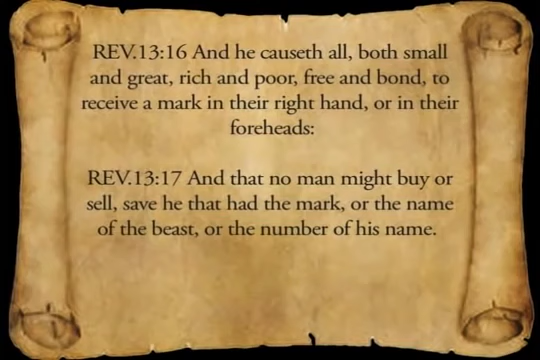 REV.13:16 And he causeth all, both small
and great, rich and poor, free and bond, to
receive a mark in their right hand, or in their
foreheads:
REV.13:17 And that no man might buy or
sell, save he that had the mark, or the name
of the beast, or the number of his name.